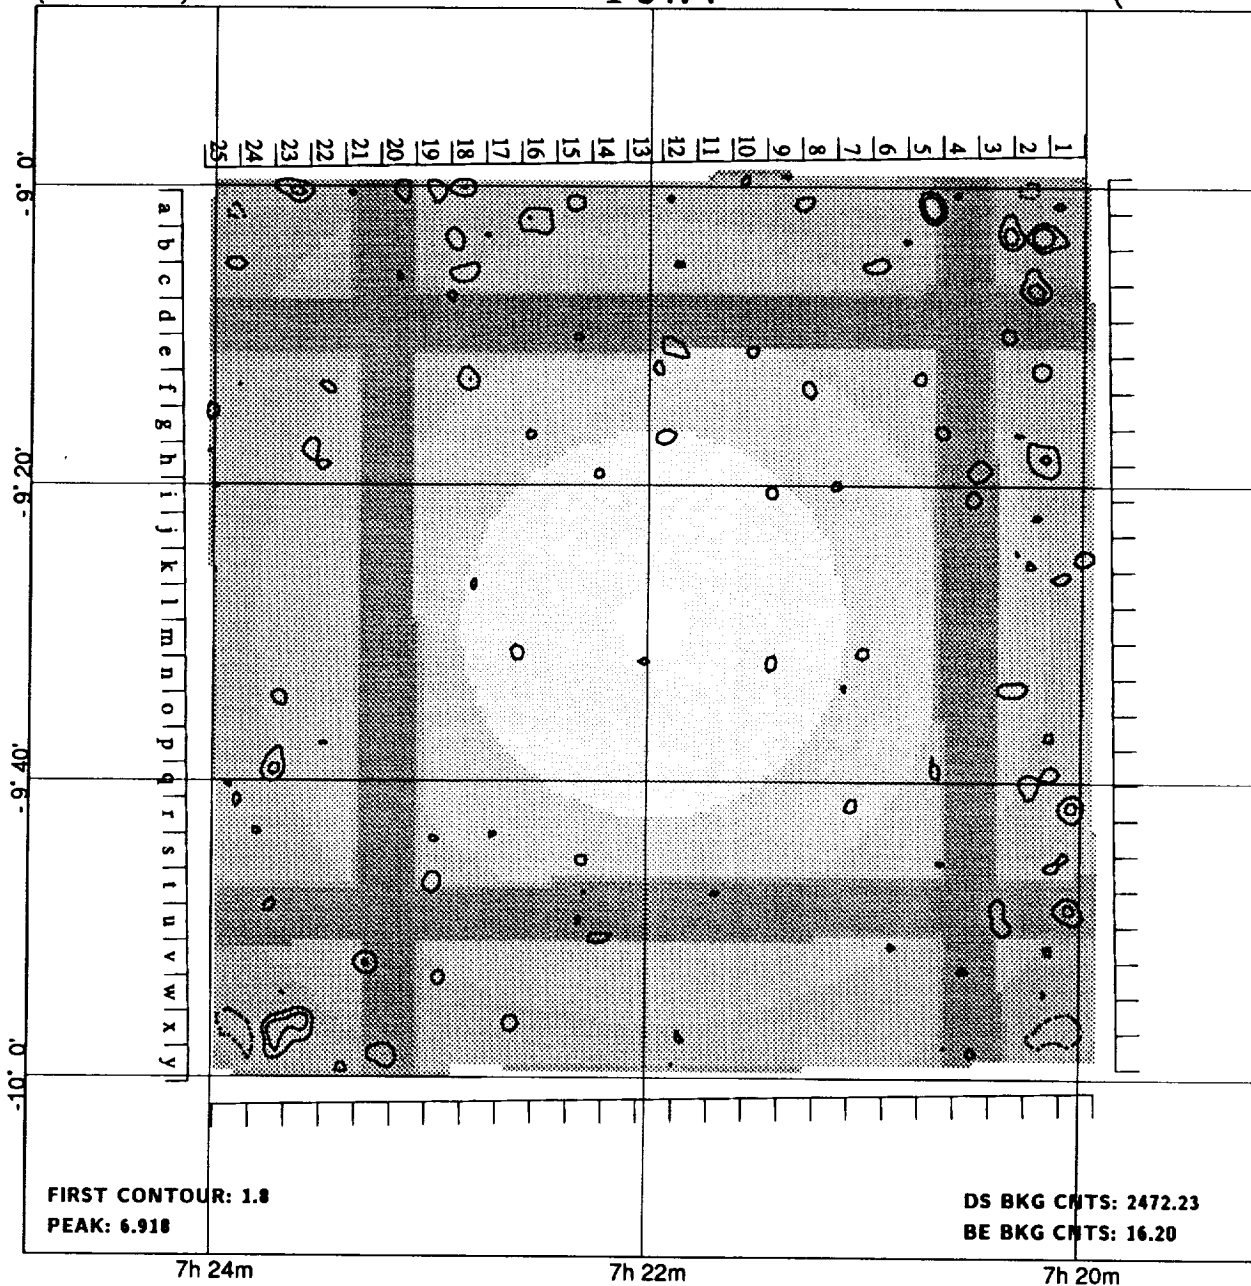 25 24 23 22 21 20 19 18 17 16 15 14 13 12 11 10 9 8 7 6 5 4 3 2 1
-9° 0'
a
b
c
d
e
f
g
h
-9° 20'
i
j
k
l
m
n
o
p
-9° 40'
q
r
s
t
u
v
w
x
y
-10° 0'
FIRST CONTOUR: 1.8
PEAK: 6.918
DS BKG CNTS: 2472.23
BE BKG CNTS: 16.20
7h 24m 7h 22m 7h 20m